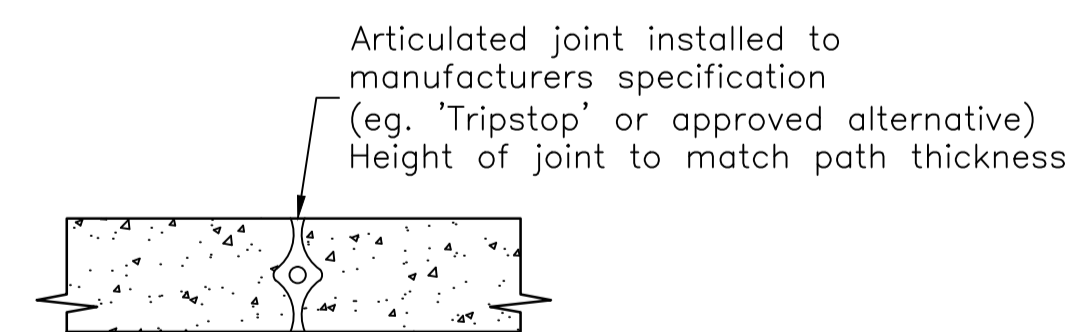 Articulated joint installed to
manufacturers specification
(eg. 'Tripstop' or approved alternative)
Height of joint to match path thickness